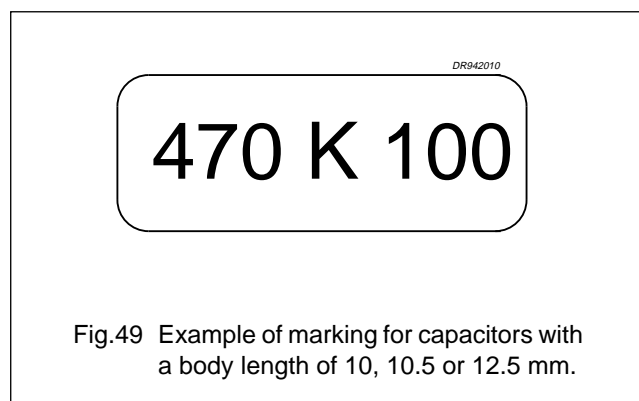 DR942010
470 K 100
Fig.49 Example of marking for capacitors with
a body length of 10, 10.5 or 12.5 mm.